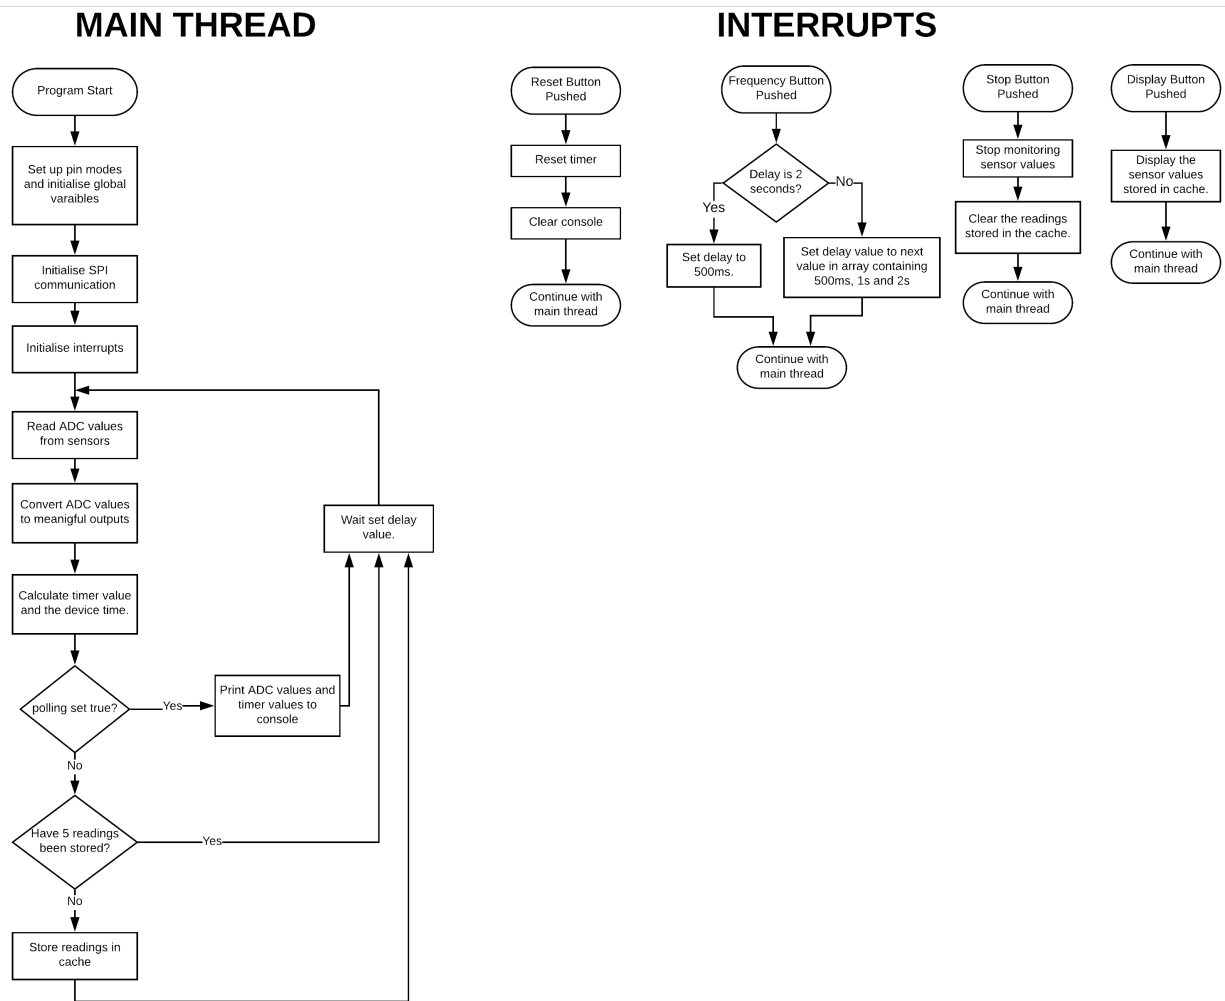 MAIN THREAD
Program Start
Set up pin modes
and initialise global
varaibles
Initialise SPI
communication
Initialise interrupts
Read ADC values
from sensors
Convert ADC values
to meanigful outputs
Calculate timer value
and the device time.
polling set true?
Yes
Print ADC values and
timer values to
console
Wait set delay
value.
No
Have 5 readings
been stored?
Yes
No
Store readings in
cache
INTERRUPTS
Reset Button
Pushed
Reset timer
Clear console
Continue with
main thread
Frequency Button
Pushed
Delay is 2
seconds?
Yes
No
Set delay to
500ms.
Set delay value to next
value in array containing
500ms, 1s and 2s
Continue with
main thread
Stop Button
Pushed
Stop monitoring
sensor values
Clear the readings
stored in the cache.
Continue with
main thread
Display Button
Pushed
Display the
sensor values
stored in cache.
Continue with
main thread